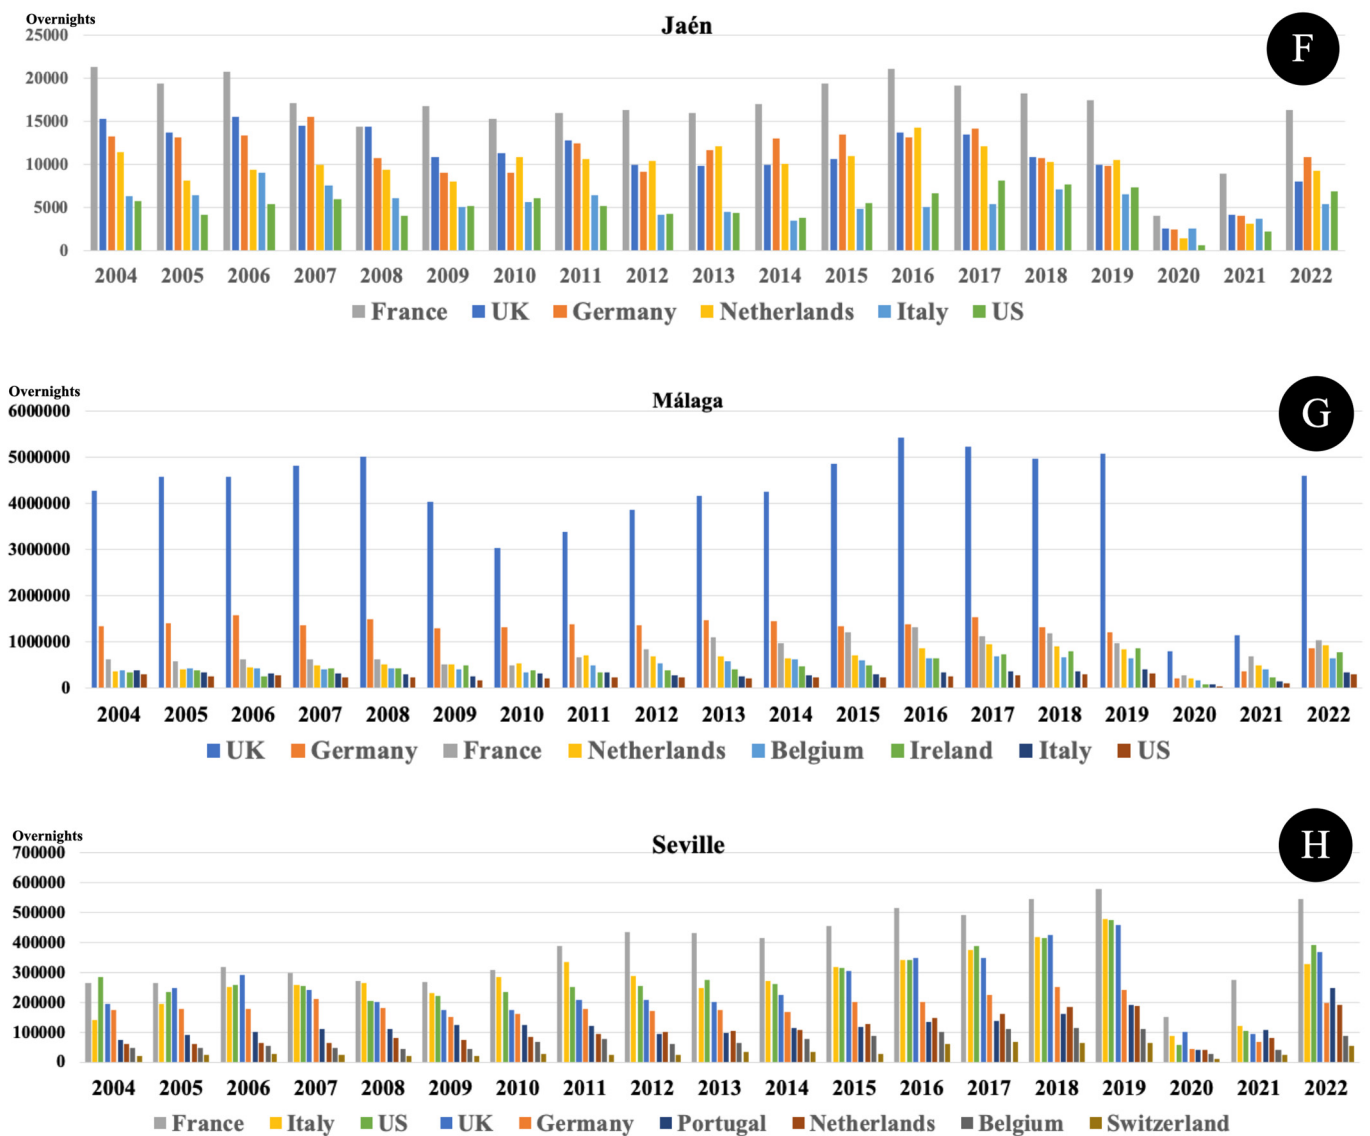 Overnights
Jaén
F
25000
20000
15000
10000
5000
0
2004 2005 2006 2007 2008 2009 2010 2011 2012 2013 2014 2015 2016 2017 2018 2019 2020 2021 2022
France UK Germany Netherlands Italy US
Overnights
Málaga
G
6000000
5000000
4000000
3000000
2000000
1000000
0
2004 2005 2006 2007 2008 2009 2010 2011 2012 2013 2014 2015 2016 2017 2018 2019 2020 2021 2022
UK Germany France Netherlands Belgium Ireland Italy US
Overnights
Seville
H
700000
600000
500000
400000
300000
200000
100000
0
2004 2005 2006 2007 2008 2009 2010 2011 2012 2013 2014 2015 2016 2017 2018 2019 2020 2021 2022
France Italy US UK Germany Portugal Netherlands Belgium Switzerland